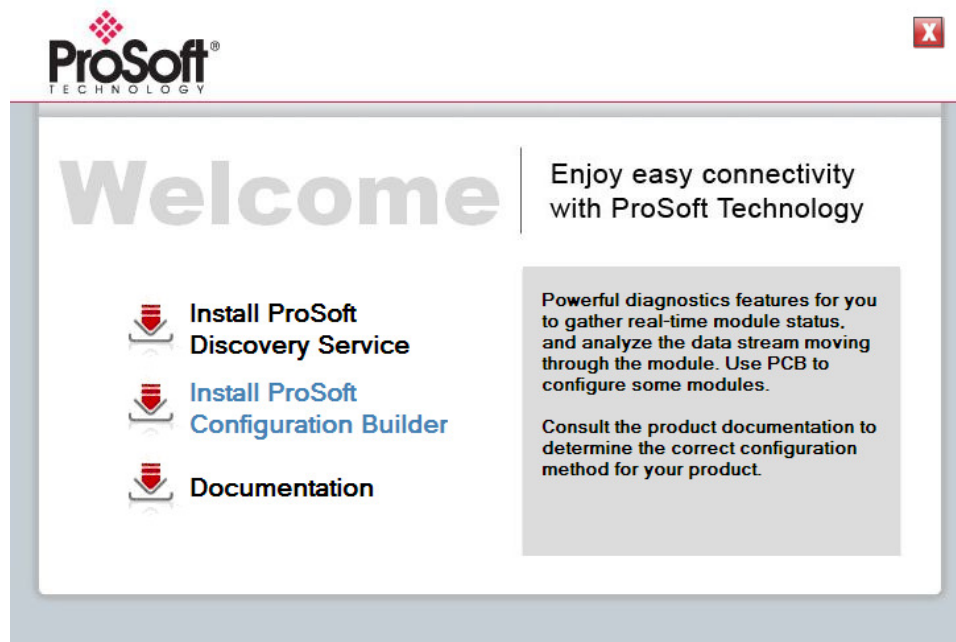 ProSoft®
TECHNOLOGY
X
Welcome
Enjoy easy connectivity
with ProSoft Technology
Install ProSoft
Discovery Service
Install ProSoft
Configuration Builder
Documentation
Powerful diagnostics features for you
to gather real-time module status,
and analyze the data stream moving
through the module. Use PCB to
configure some modules.
Consult the product documentation to
determine the correct configuration
method for your product.